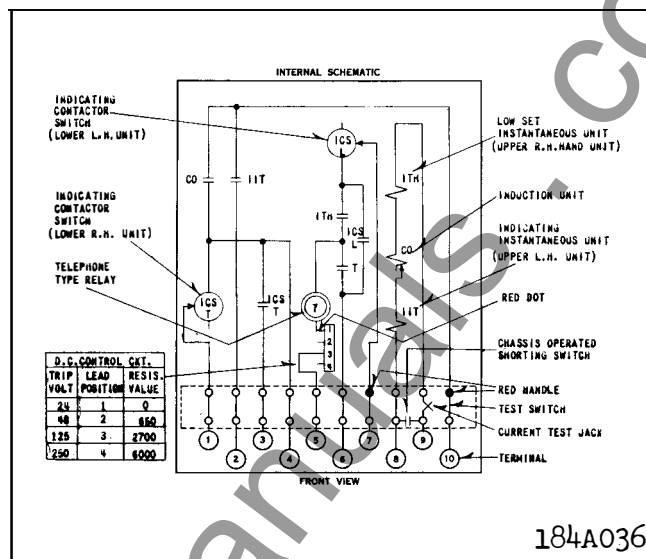 INTERNAL SCHEMATIC
INDICATING
CONTACTOR
SWITCH
(LOWER L.H. UNIT)
ICS
L
LOW SET
INSTANTANEOUS UNIT
(UPPER R.H.HAND UNIT)
CO
IIT
ITH
ITH
INDUCTION UNIT
INDICATING
CONTACTOR
SWITCH
(LOWER R.H. UNIT)
ICS
L
CO
INDICATING
INSTANTANEOUS UNIT
(UPPER L.H. UNIT)
T
TELEPHONE
TYPE RELAY
ICS
T
ICS
T
T
IIT
RED DOT
1
2
3
4
CHASSIS OPERATED
SHORTING SWITCH
D.C.CONTROL CKT.
TRIP LEAD RESIS.
VOLT POSITION VALUE
24 1 0
48 2 650
125 3 2700
250 4 6000
RED HANDLE
TEST SWITCH
CURRENT TEST JACK
1 3 5 7 9
2 4 6 8 10
TERMINAL
FRONT VIEW
184A036
anuals.co